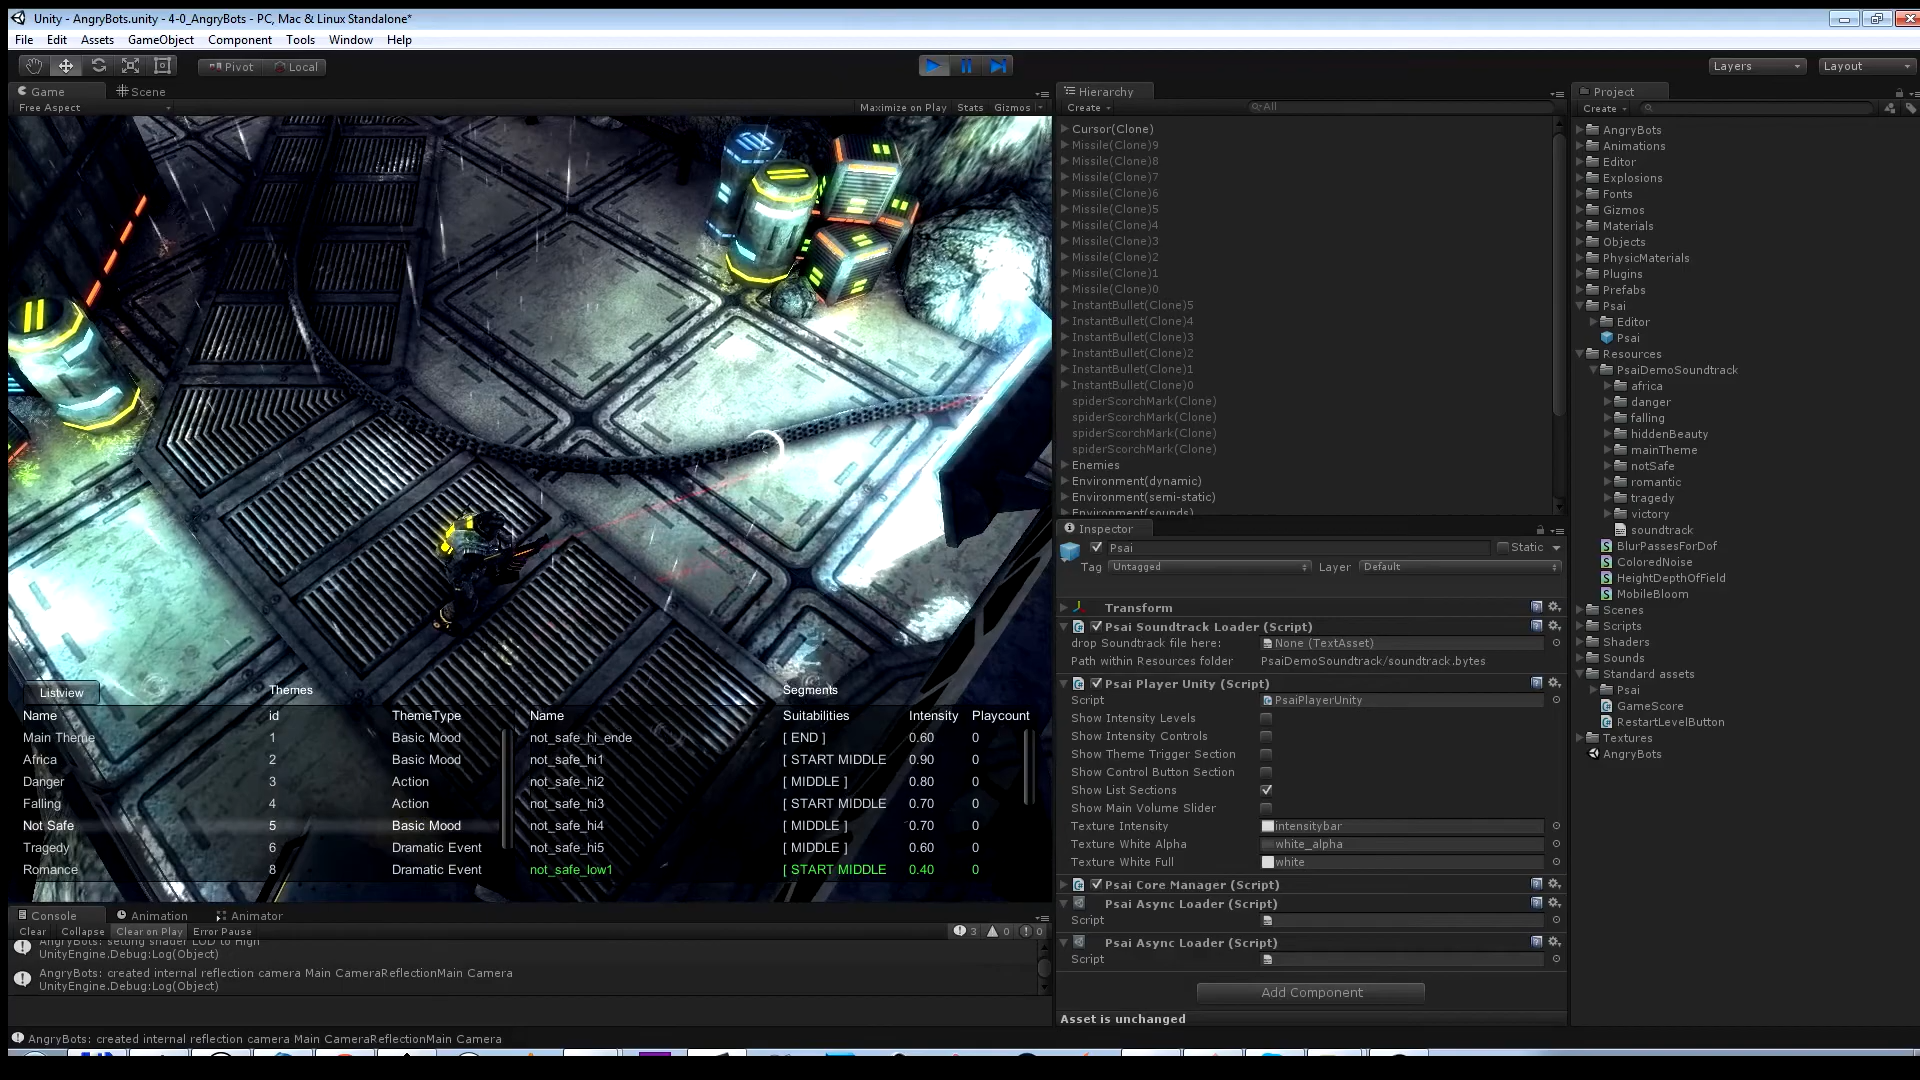 Unity - AngryBots.unity - 4-0_AngryBots - PC, Mac & Linux Standalone*
File Edit Assets GameObject Component Tools Window Help
Pivot Local
Layers Layout
Game Scene
Free Aspect Maximize on Play Stats Gizmos
Listview Themes Segments
Name id ThemeType Name Suitabilities Intensity Playcount
Main Theme 1 Basic Mood not_safe_hi_ende [ END ] 0.60 0
Africa 2 Basic Mood not_safe_hi1 [ START MIDDLE 0.90 0
Danger 3 Action not_safe_hi2 [ MIDDLE ] 0.80 0
Falling 4 Action not_safe_hi3 [ START MIDDLE 0.70 0
Not Safe 5 Basic Mood not_safe_hi4 [ MIDDLE ] 0.70 0
Tragedy 6 Dramatic Event not_safe_hi5 [ MIDDLE ] 0.60 0
Romance 8 Dramatic Event not_safe_low1 [ START MIDDLE 0.40 0
Console Animation Animator
Clear Collapse Clear on Play Error Pause 3 0 0
AngryBots: setting shader LOD to High
UnityEngine.Debug:Log(Object)
AngryBots: created internal reflection camera Main CameraReflectionMain Camera
UnityEngine.Debug:Log(Object)
AngryBots: created internal reflection camera Main CameraReflectionMain Camera
Hierarchy
Create All
Cursor(Clone)
Missile(Clone)9
Missile(Clone)8
Missile(Clone)7
Missile(Clone)6
Missile(Clone)5
Missile(Clone)4
Missile(Clone)3
Missile(Clone)2
Missile(Clone)1
Missile(Clone)0
InstantBullet(Clone)5
InstantBullet(Clone)4
InstantBullet(Clone)3
InstantBullet(Clone)2
InstantBullet(Clone)1
InstantBullet(Clone)0
spiderScorchMark(Clone)
spiderScorchMark(Clone)
spiderScorchMark(Clone)
spiderScorchMark(Clone)
Enemies
Environment(dynamic)
Environment(semi-static)
Environment(sounds)
Inspector
Psai Static
Tag Untagged Layer Default
Transform
Psai Soundtrack Loader (Script)
drop Soundtrack file here: None (TextAsset)
Path within Resources folder PsaiDemoSoundtrack/soundtrack.bytes
Psai Player Unity (Script)
Script PsaiPlayerUnity
Show Intensity Levels
Show Intensity Controls
Show Theme Trigger Section
Show Control Button Section
Show List Sections
Show Main Volume Slider
Texture Intensity intensitybar
Texture White Alpha white_alpha
Texture White Full white
Psai Core Manager (Script)
Psai Async Loader (Script)
Script
Psai Async Loader (Script)
Script
Add Component
Asset is unchanged
Project
Create
AngryBots
Animations
Editor
Explosions
Fonts
Gizmos
Materials
Objects
PhysicMaterials
Plugins
Prefabs
Psai
Editor
Psai
Resources
PsaiDemoSoundtrack
africa
danger
falling
hiddenBeauty
mainTheme
notSafe
romantic
tragedy
victory
soundtrack
BlurPassesForDof
ColoredNoise
HeightDepthOfField
MobileBloom
Scenes
Scripts
Shaders
Sounds
Standard assets
Psai
GameScore
RestartLevelButton
Textures
AngryBots